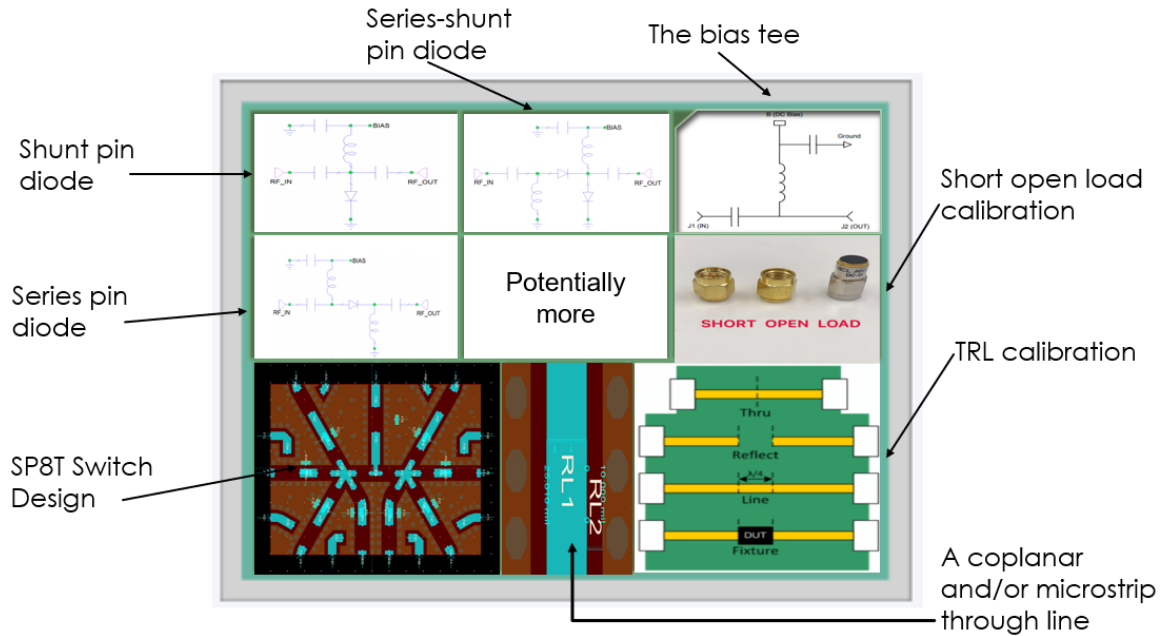 Series-shunt
pin diode
The bias tee
Shunt pin
diode
BIAS
RF_IN
RF_OUT
BIAS
RF_IN
RF_OUT
B (DC Bias)
Ground
J1 (IN)
J2 (OUT)
Short open load
calibration
Series pin
diode
BIAS
RF_IN
RF_OUT
Potentially
more
SHORT OPEN LOAD
TRL calibration
SP8T Switch
Design
RL1
RL2
Thru
Reflect
λ/4
Line
DUT
Fixture
A coplanar
and/or microstrip
through line